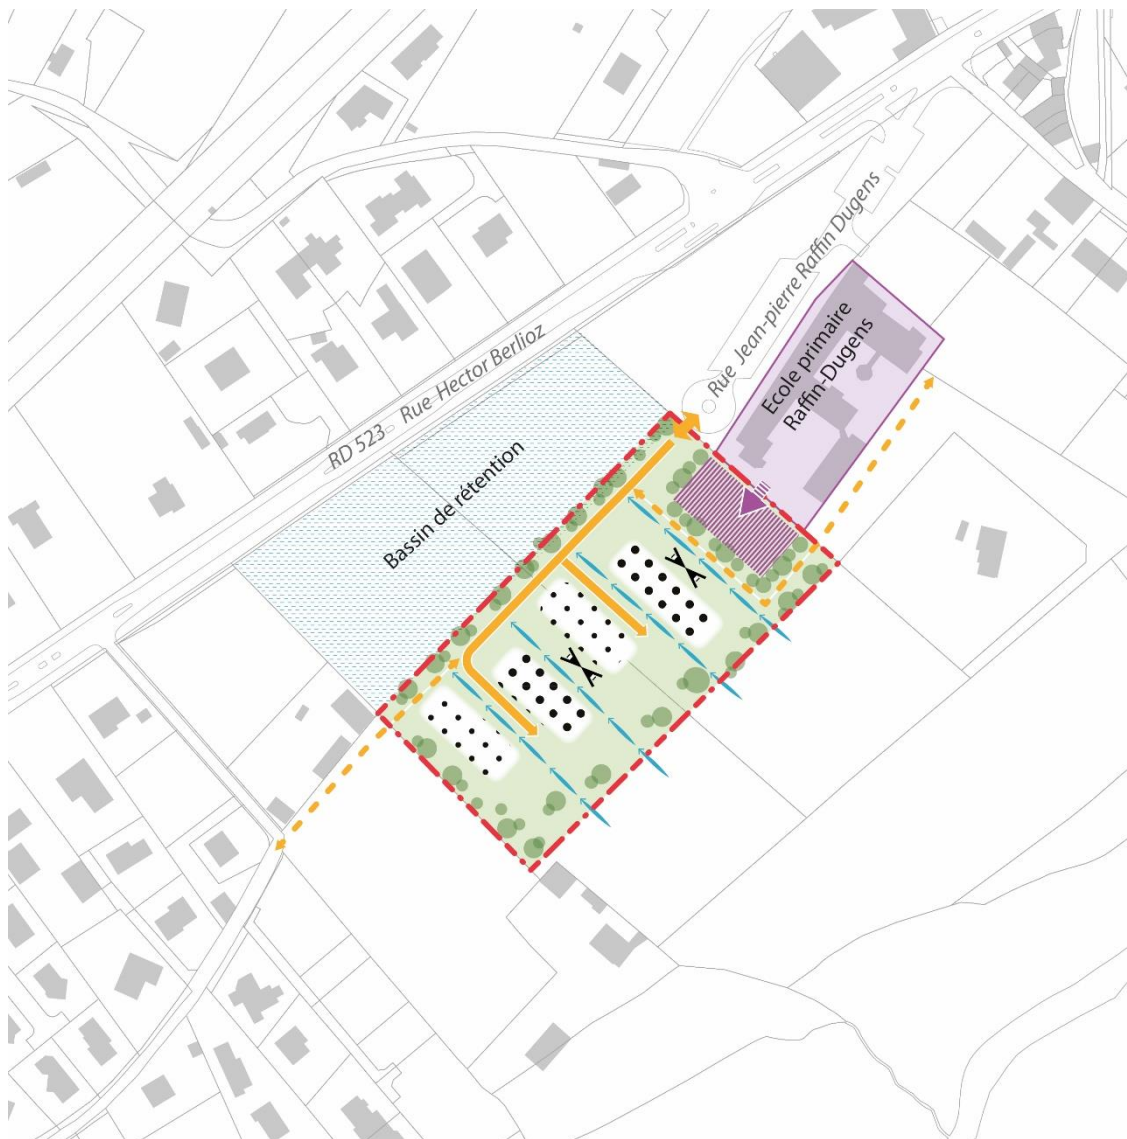 Rue Jean-pierre Raffin Dugens
Ecole primaire
Raffin-Dugens
RD 523 - Rue Hector Berlioz
Bassin de rétention